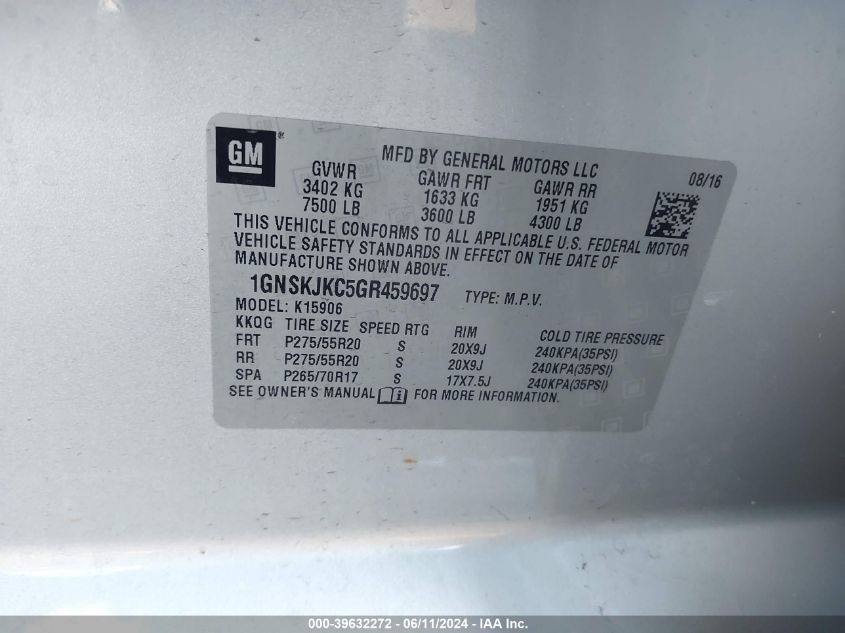 GM ®
MFD BY GENERAL MOTORS LLC 08/16
GVWR GAWR FRT GAWR RR
3402 KG 1633 KG 1951 KG
7500 LB 3600 LB 4300 LB
THIS VEHICLE CONFORMS TO ALL APPLICABLE U.S. FEDERAL MOTOR
VEHICLE SAFETY STANDARDS IN EFFECT ON THE DATE OF
MANUFACTURE SHOWN ABOVE.
1GNSKJKC5GR459697 TYPE: M.P.V.
MODEL: K15906
KKQG TIRE SIZE SPEED RTG RIM COLD TIRE PRESSURE
FRT P275/55R20 S 20X9J 240KPA(35PSI)
RR P275/55R20 S 20X9J 240KPA(35PSI)
SPA P265/70R17 S 17X7.5J 240KPA(35PSI)
SEE OWNER'S MANUAL i FOR MORE INFORMATION.
000-39632272 - 06/11/2024 - IAA Inc.